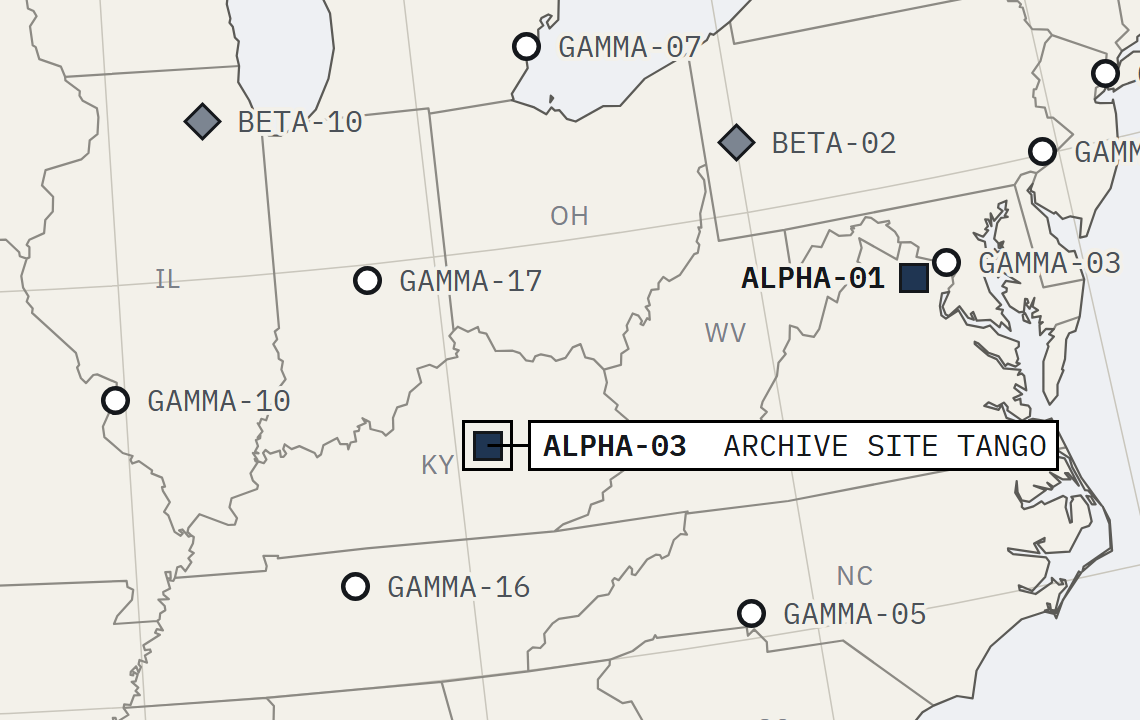 GAMMA-07
BETA-10
BETA-02
GAMM
OH
IL
GAMMA-17
ALPHA-01
GAMMA-03
WV
GAMMA-10
ALPHA-03 ARCHIVE SITE TANGO
KY
NC
GAMMA-16
GAMMA-05